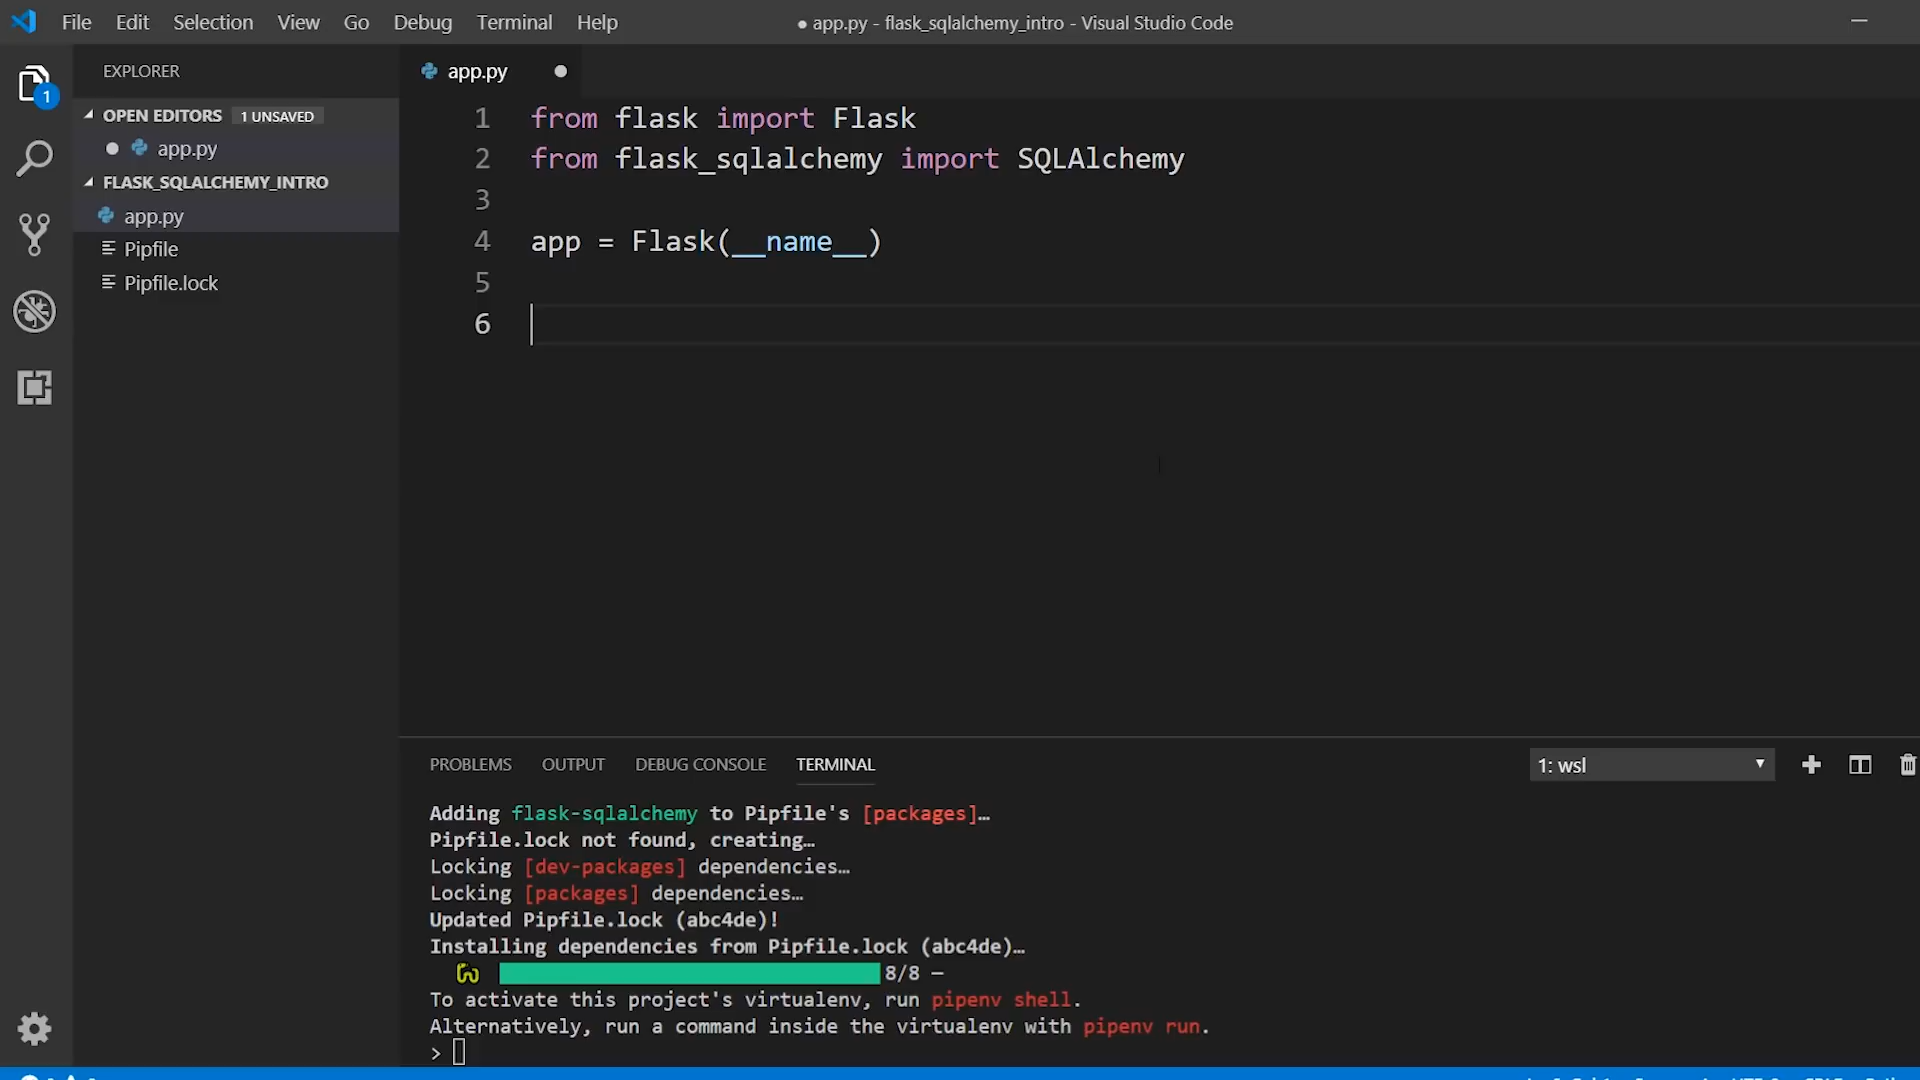 File Edit Selection View Go Debug Terminal Help
● app.py - flask_sqlalchemy_intro - Visual Studio Code
EXPLORER
1
OPEN EDITORS 1 UNSAVED
app.py
FLASK_SQLALCHEMY_INTRO
app.py
Pipfile
Pipfile.lock
app.py
1 from flask import Flask
2 from flask_sqlalchemy import SQLAlchemy
3
4 app = Flask(__name__)
5
6
PROBLEMS OUTPUT DEBUG CONSOLE TERMINAL
1: wsl
Adding flask-sqlalchemy to Pipfile's [packages]…
Pipfile.lock not found, creating…
Locking [dev-packages] dependencies…
Locking [packages] dependencies…
Updated Pipfile.lock (abc4de)!
Installing dependencies from Pipfile.lock (abc4de)…
8/8 —
To activate this project's virtualenv, run pipenv shell.
Alternatively, run a command inside the virtualenv with pipenv run.
>